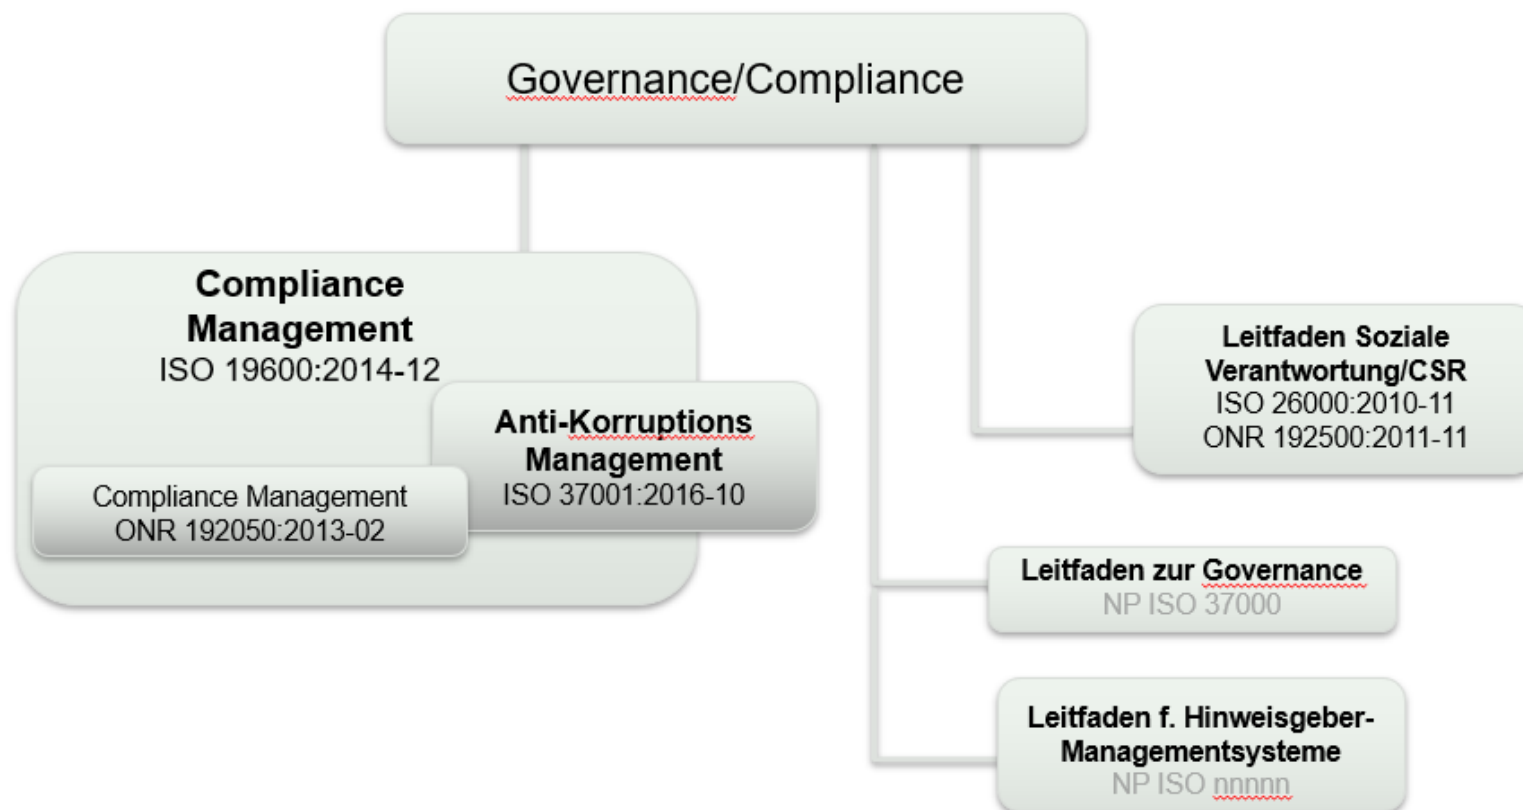 Governance/Compliance
Compliance
Management
ISO 19600:2014-12
Anti-Korruptions
Management
ISO 37001:2016-10
Compliance Management
ONR 192050:2013-02
Leitfaden Soziale
Verantwortung/CSR
ISO 26000:2010-11
ONR 192500:2011-11
Leitfaden zur Governance
NP ISO 37000
Leitfaden f. Hinweisgeber-
Managementsysteme
NP ISO nnnnn